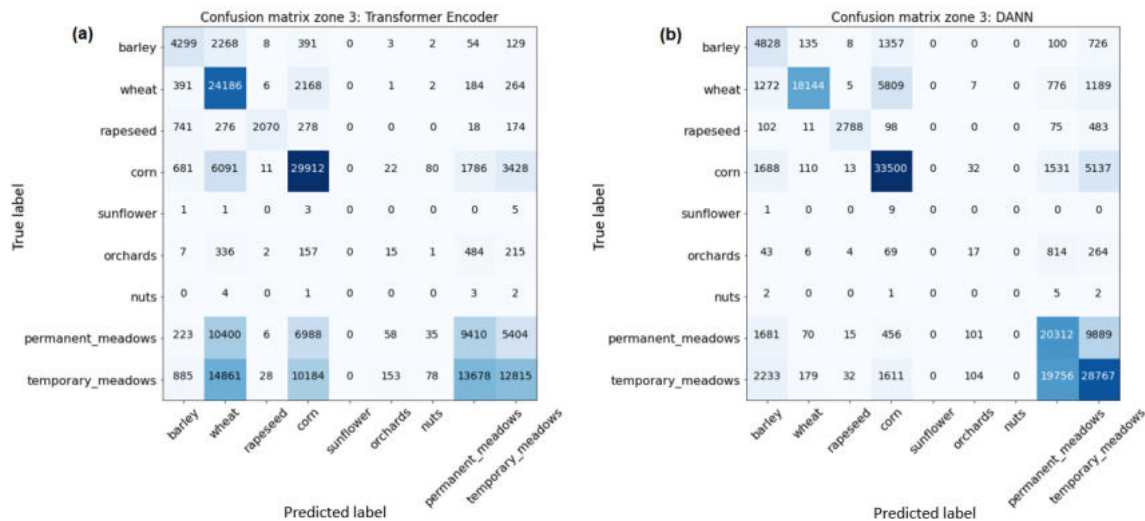 (a)
Confusion matrix zone 3: Transformer Encoder
True label
barley 4299 2268 8 391 0 3 2 54 129
wheat 391 24186 6 2168 0 1 2 184 264
rapeseed 741 276 2070 278 0 0 0 18 174
corn 681 6091 11 29912 0 22 80 1786 3428
sunflower 1 1 0 3 0 0 0 0 5
orchards 7 336 2 157 0 15 1 484 215
nuts 0 4 0 1 0 0 0 3 2
permanent_meadows 223 10400 6 6988 0 58 35 9410 5404
temporary_meadows 885 14861 28 10184 0 153 78 13678 12815
barley wheat rapeseed corn sunflower orchards nuts permanent_meadows temporary_meadows
Predicted label
(b)
Confusion matrix zone 3: DANN
True label
barley 4828 135 8 1357 0 0 0 100 726
wheat 1272 18144 5 5809 0 7 0 776 1189
rapeseed 102 11 2788 98 0 0 0 75 483
corn 1688 110 13 33500 0 32 0 1531 5137
sunflower 1 0 0 9 0 0 0 0 0
orchards 43 6 4 69 0 17 0 814 264
nuts 2 0 0 1 0 0 0 5 2
permanent_meadows 1681 70 15 456 0 101 0 20312 9889
temporary_meadows 2233 179 32 1611 0 104 0 19756 28767
barley wheat rapeseed corn sunflower orchards nuts permanent_meadows temporary_meadows
Predicted label